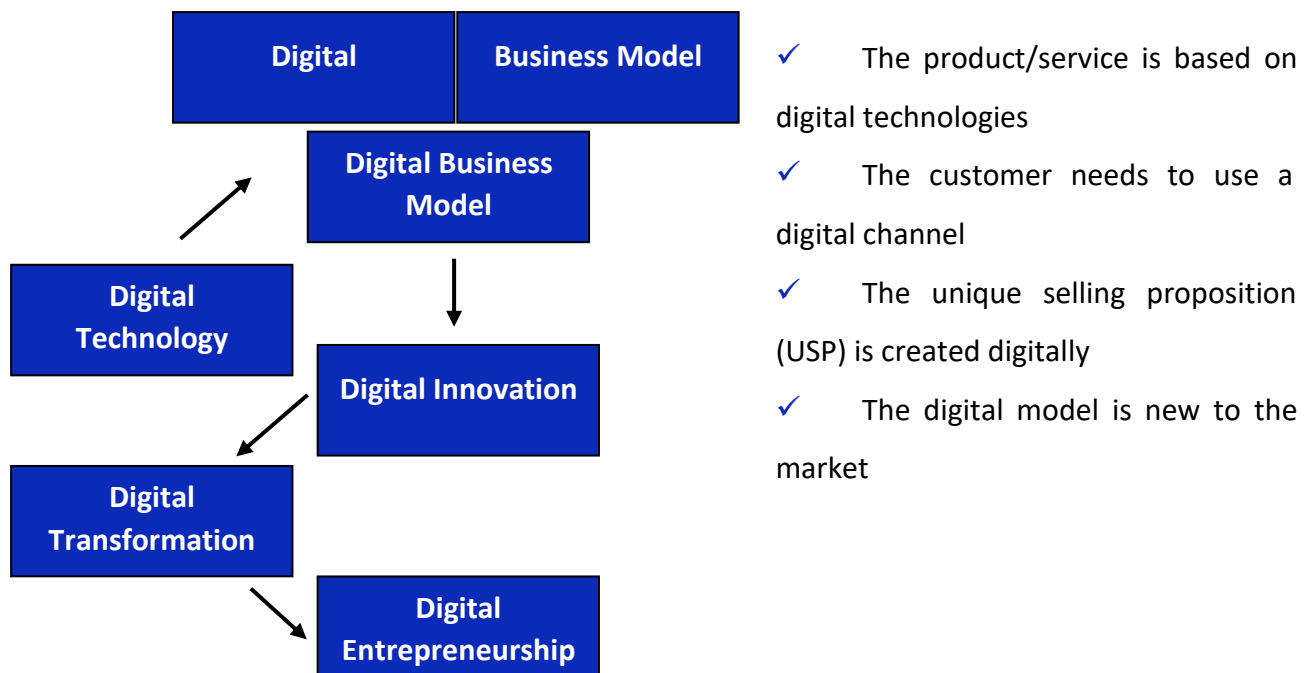 Digital
Business Model
Digital Business
Model
Digital
Technology
Digital Innovation
Digital
Transformation
Digital
Entrepreneurship
✓ The product/service is based on
digital technologies
✓ The customer needs to use a
digital channel
✓ The unique selling proposition
(USP) is created digitally
✓ The digital model is new to the
market